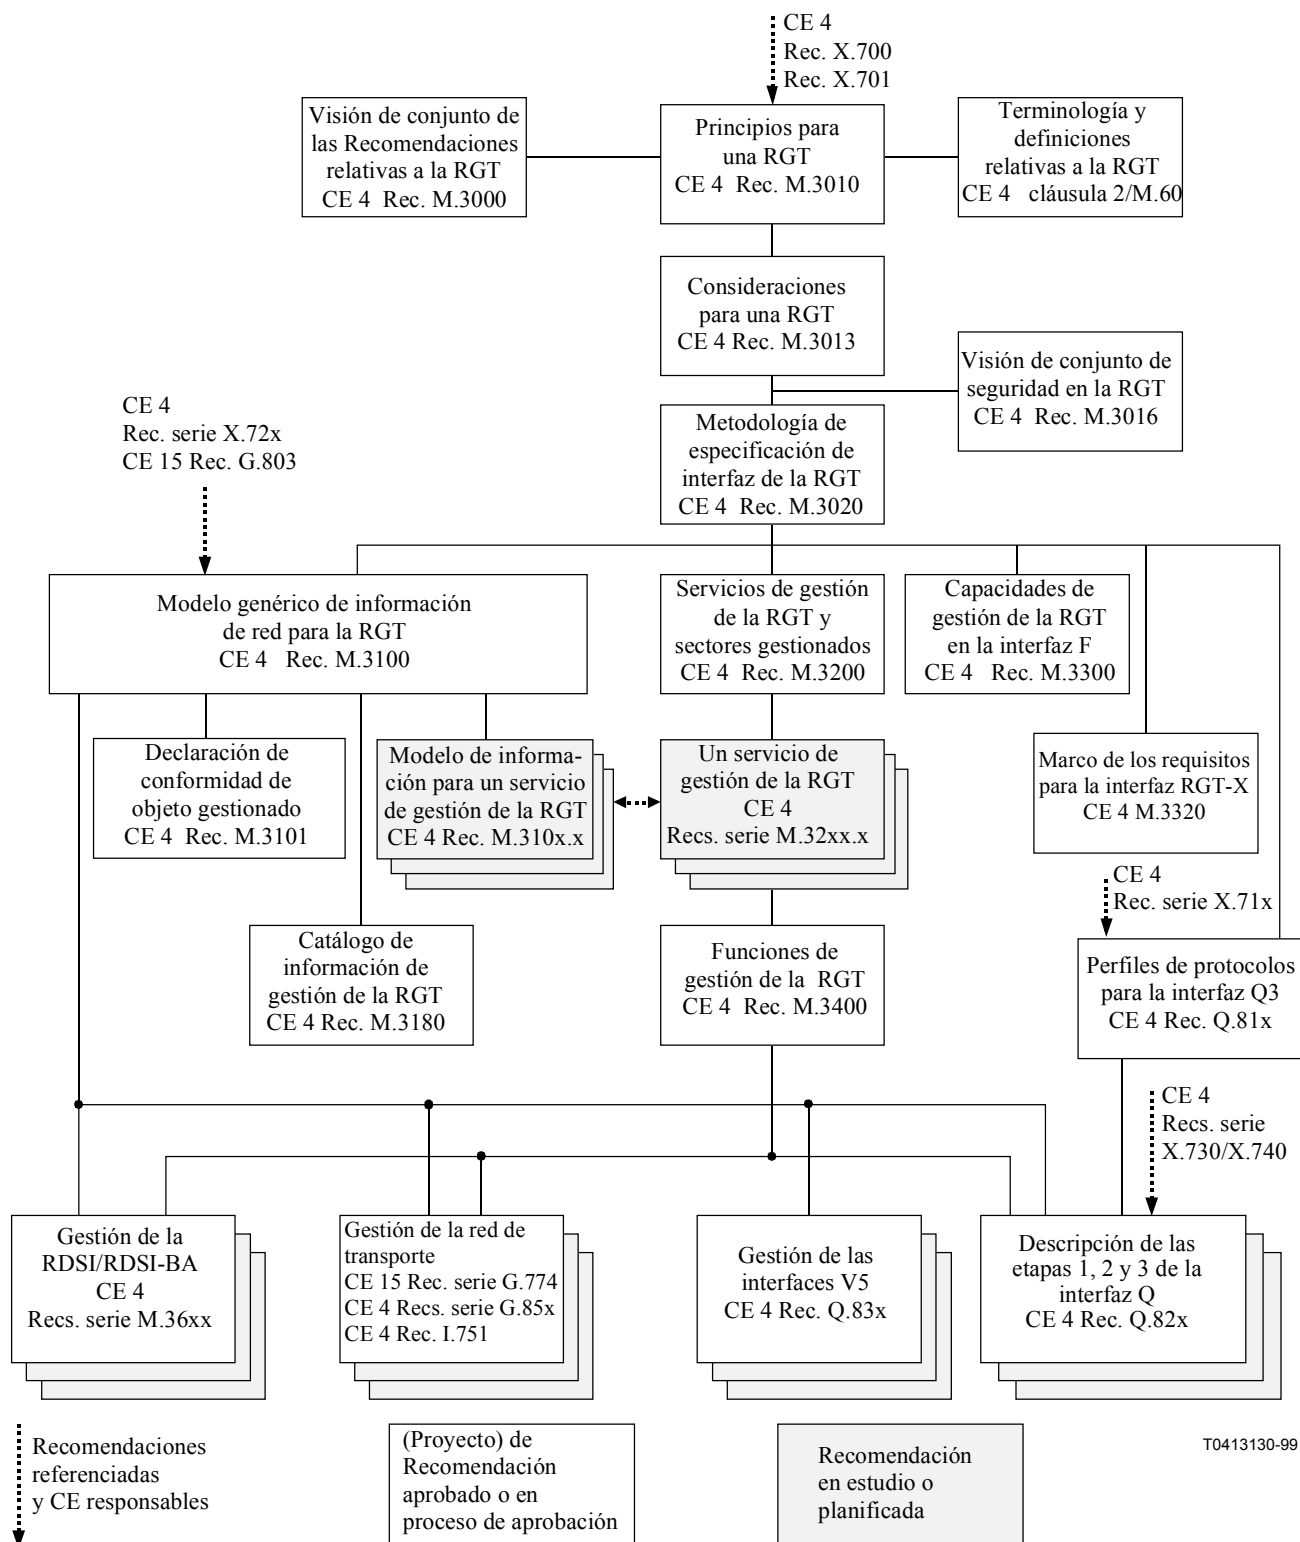 CE 4
Rec. X.700
Rec. X.701
Visión de conjunto de
las Recomendaciones
relativas a la RGT
CE 4 Rec. M.3000
Principios para
una RGT
CE 4 Rec. M.3010
Terminología y
definiciones
relativas a la RGT
CE 4 cláusula 2/M.60
Consideraciones
para una RGT
CE 4 Rec. M.3013
Visión de conjunto de
seguridad en la RGT
CE 4 Rec. M.3016
CE 4
Rec. serie X.72x
CE 15 Rec. G.803
Metodología de
especificación de
interfaz de la RGT
CE 4 Rec. M.3020
Modelo genérico de información
de red para la RGT
CE 4 Rec. M.3100
Servicios de gestión
de la RGT y
sectores gestionados
CE 4 Rec. M.3200
Capacidades de
gestión de la RGT
en la interfaz F
CE 4 Rec. M.3300
Declaración de
conformidad de
objeto gestionado
CE 4 Rec. M.3101
Modelo de informa-
ción para un servicio
de gestión de la RGT
CE 4 Rec. M.310x.x
Un servicio de
gestión de la RGT
CE 4
Recs. serie M.32xx.x
Marco de los requisitos
para la interfaz RGT-X
CE 4 M.3320
CE 4
Rec. serie X.71x
Catálogo de
información de
gestión de la RGT
CE 4 Rec. M.3180
Funciones de
gestión de la RGT
CE 4 Rec. M.3400
Perfiles de protocolos
para la interfaz Q3
CE 4 Rec. Q.81x
CE 4
Recs. serie
X.730/X.740
Gestión de la
RDSI/RDSI-BA
CE 4
Recs. serie M.36xx
Gestión de la red de
transporte
CE 15 Rec. serie G.774
CE 4 Recs. serie G.85x
CE 4 Rec. I.751
Gestión de las
interfaces V5
CE 4 Rec. Q.83x
Descripción de las
etapas 1, 2 y 3 de la
interfaz Q
CE 4 Rec. Q.82x
Recomendaciones
referenciadas
y CE responsables
(Proyecto) de
Recomendación
aprobado o en
proceso de aprobación
Recomendación
en estudio o
planificada
T0413130-99